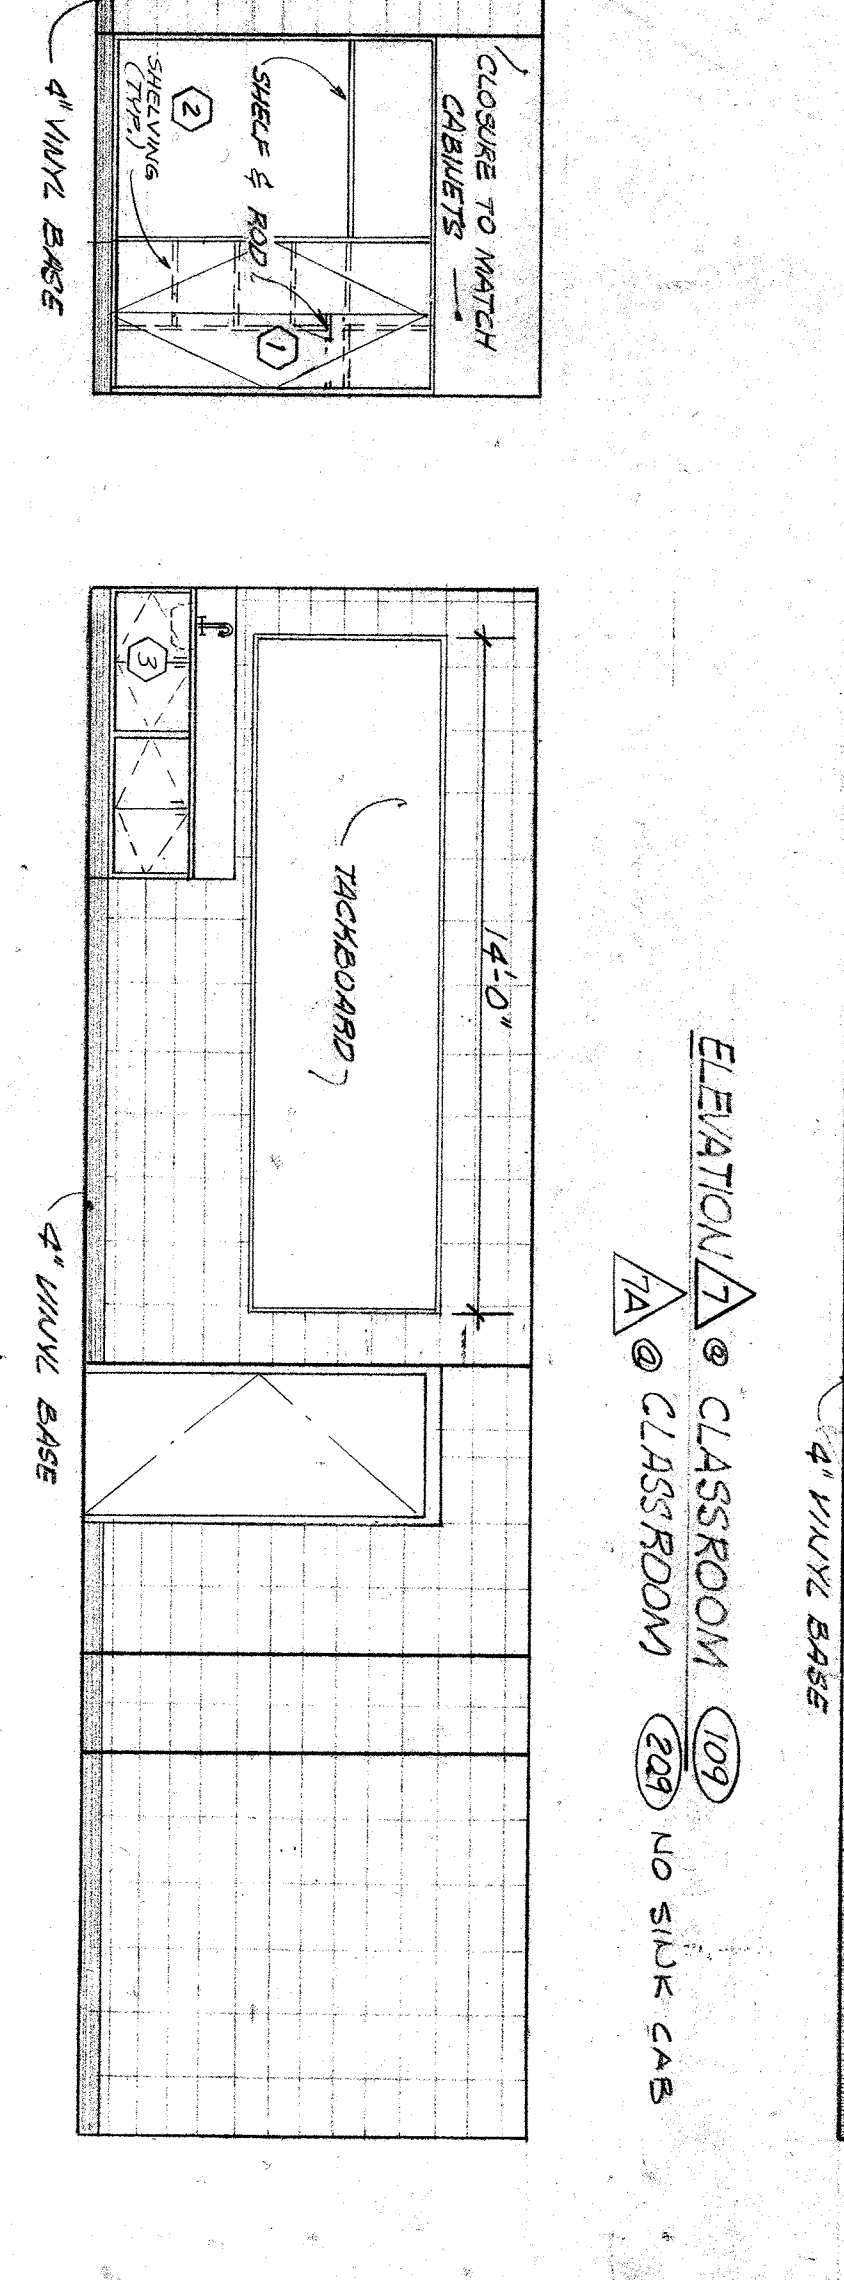 CLOSURE TO MATCH
CABINETS
SHELF & ROD
SHELVING
(TYP.)
2
1
4" VINYL BASE
14'-0"
TACKBOARD
3
4" VINYL BASE
4" VINYL BASE
ELEVATION 7 @ CLASSROOM 109
7A @ CLASSROOM 209 NO SINK CAB